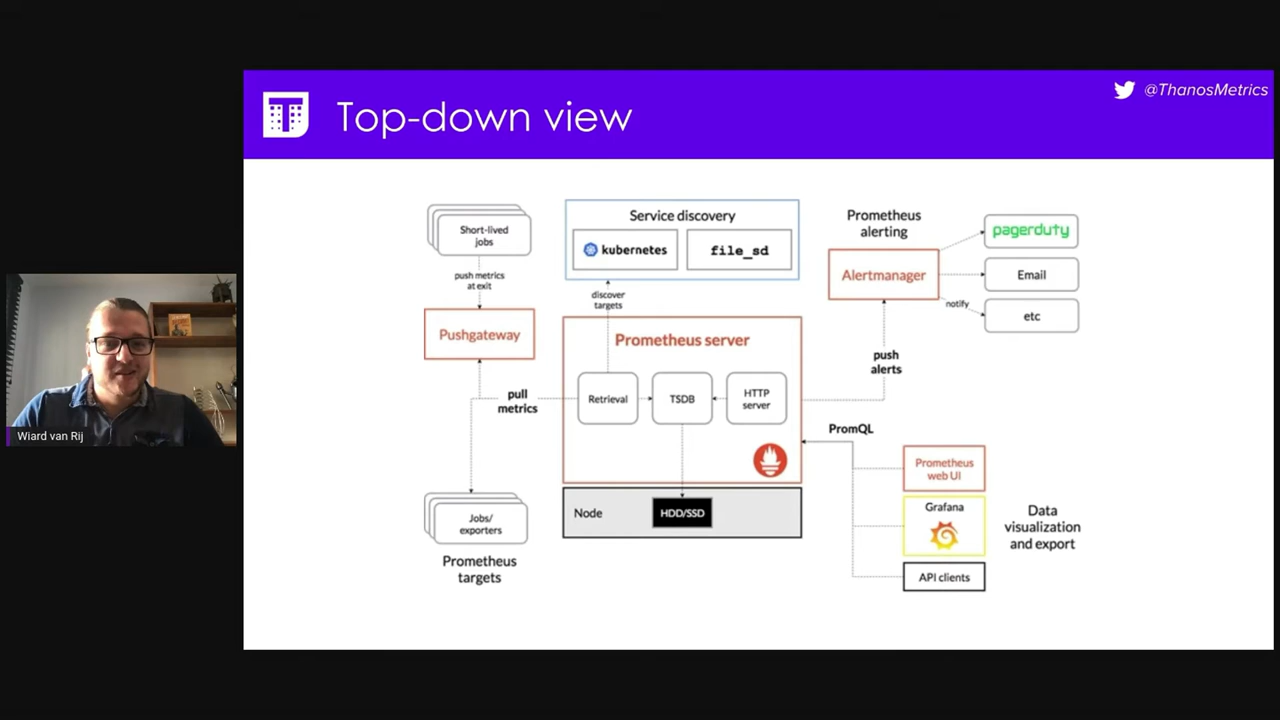 @ThanosMetrics
T
Top-down view
Short-lived
jobs
push metrics
at exit
Pushgateway
pull
metrics
Jobs/
exporters
Prometheus
targets
Service discovery
kubernetes
file_sd
discover
targets
Prometheus server
Retrieval
TSDB
HTTP
server
Node
HDD/SSD
Prometheus
alerting
Alertmanager
pagerduty
Email
etc
notify
push
alerts
PromQL
Prometheus
web UI
Grafana
API clients
Data
visualization
and export
Wiard van Rij